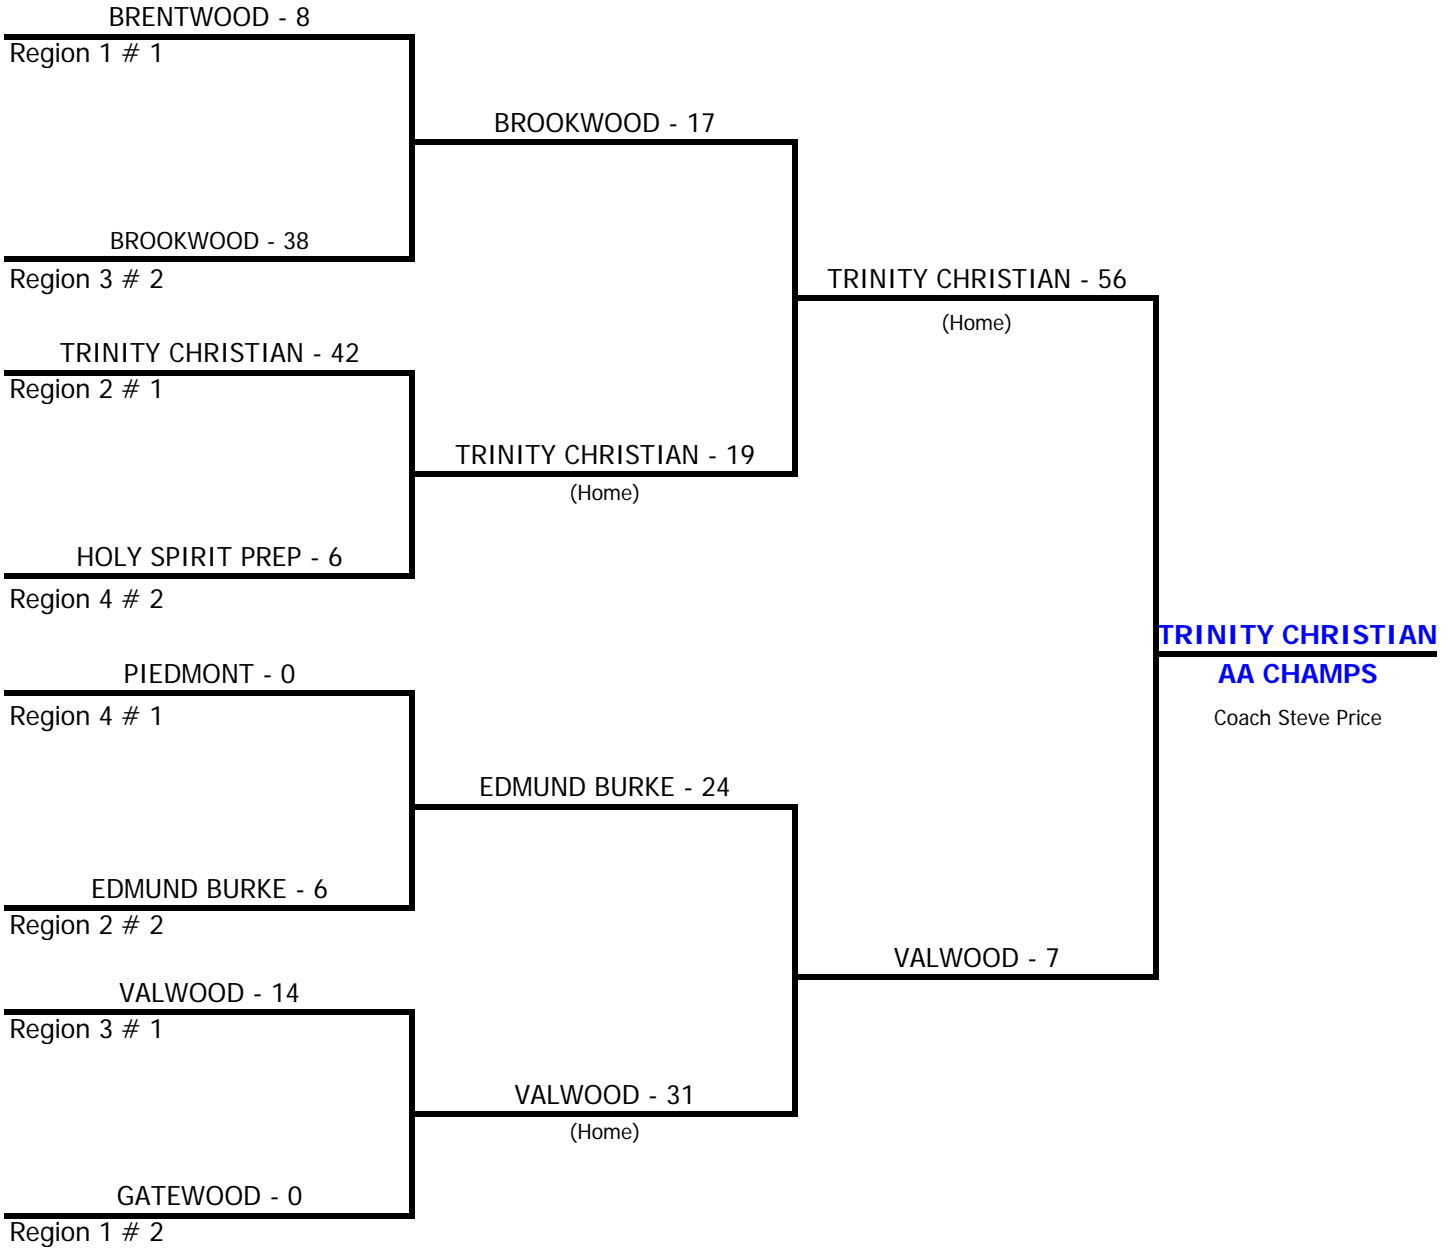 BRENTWOOD - 8
Region 1 # 1
BROOKWOOD - 17
BROOKWOOD - 38
Region 3 # 2
TRINITY CHRISTIAN - 56
(Home)
TRINITY CHRISTIAN - 42
Region 2 # 1
TRINITY CHRISTIAN - 19
(Home)
HOLY SPIRIT PREP - 6
Region 4 # 2
TRINITY CHRISTIAN
AA CHAMPS
Coach Steve Price
PIEDMONT - 0
Region 4 # 1
EDMUND BURKE - 24
EDMUND BURKE - 6
Region 2 # 2
VALWOOD - 7
VALWOOD - 14
Region 3 # 1
VALWOOD - 31
(Home)
GATEWOOD - 0
Region 1 # 2